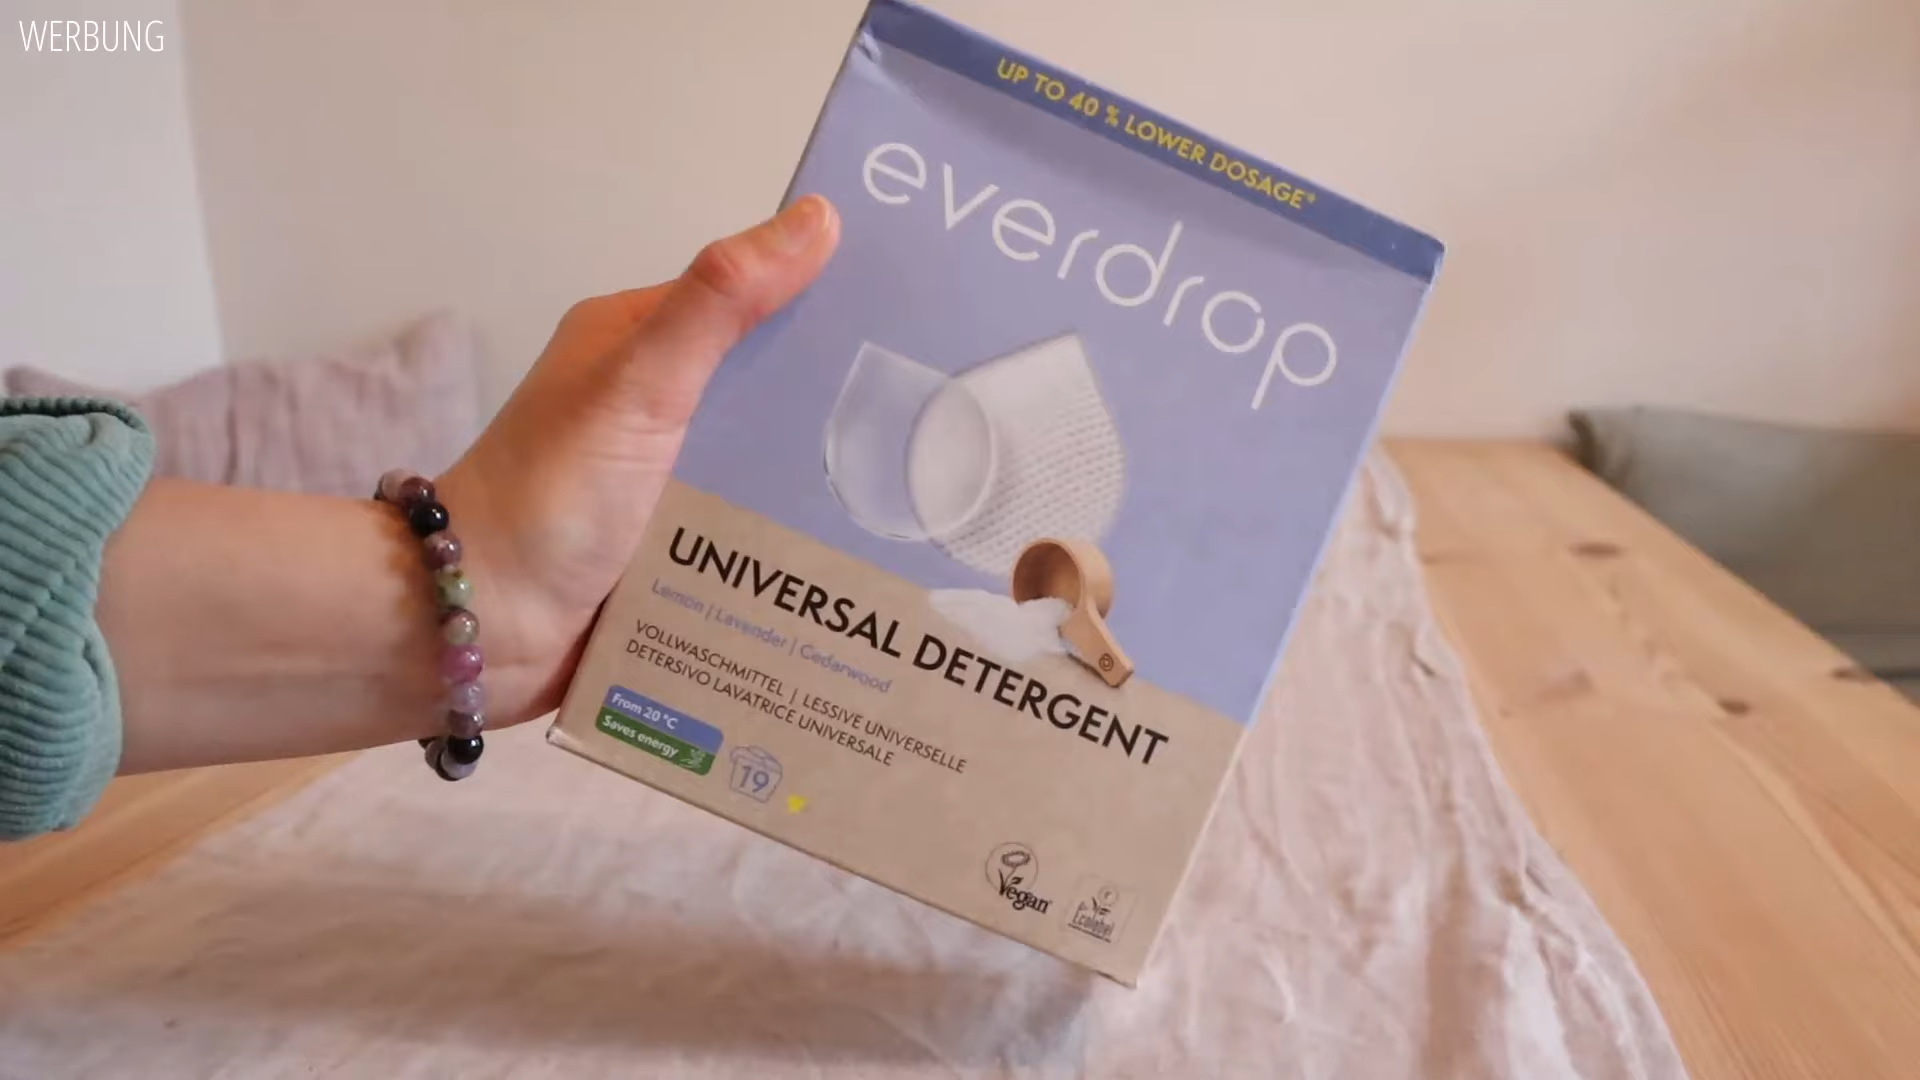 WERBUNG
UP TO 40 % LOWER DOSAGE*
everdrop
UNIVERSAL DETERGENT
Lemon | Lavender | Cedarwood
VOLLWASCHMITTEL | LESSIVE UNIVERSELLE
DETERSIVO LAVATRICE UNIVERSALE
From 20 °C
Saves energy
19
Vegan
Ecolabel